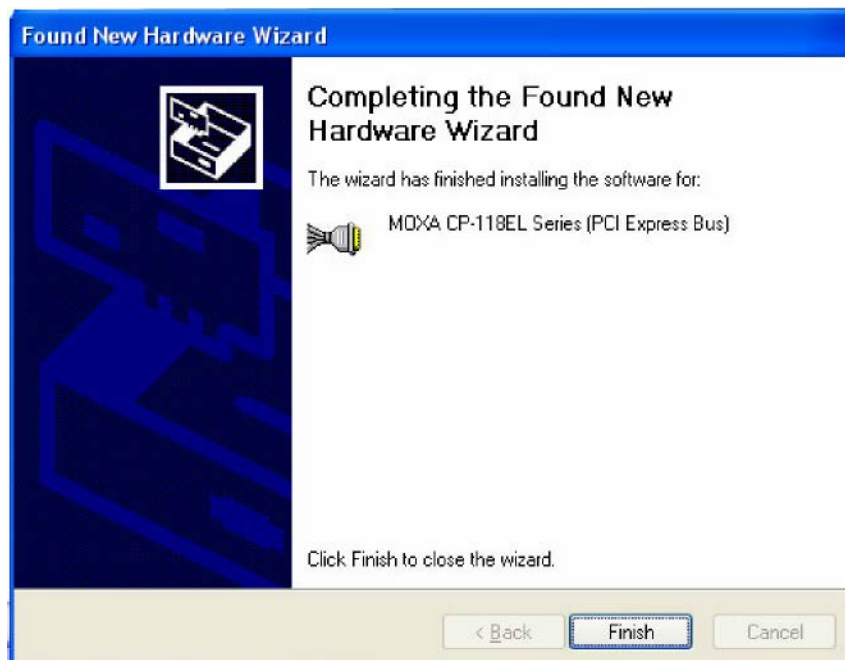 Found New Hardware Wizard
Completing the Found New
Hardware Wizard
The wizard has finished installing the software for:
MOXA CP-118EL Series (PCI Express Bus)
Click Finish to close the wizard.
< Back Finish Cancel